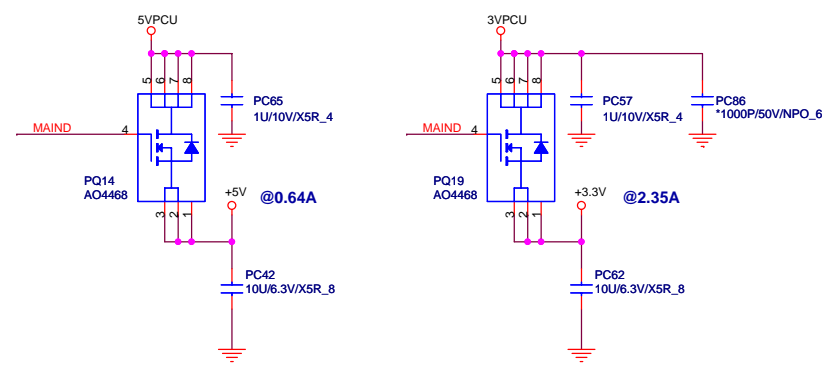 5VPCU
5
6
7
8
PC65
1U/10V/X5R_4
MAIND
4
PQ14
AO4468
3
2
1
+5V
@0.64A
PC42
10U/6.3V/X5R_8
3VPCU
5
6
7
8
PC57
1U/10V/X5R_4
PC86
*1000P/50V/NPO_6
MAIND
4
PQ19
AO4468
3
2
1
+3.3V
@2.35A
PC62
10U/6.3V/X5R_8